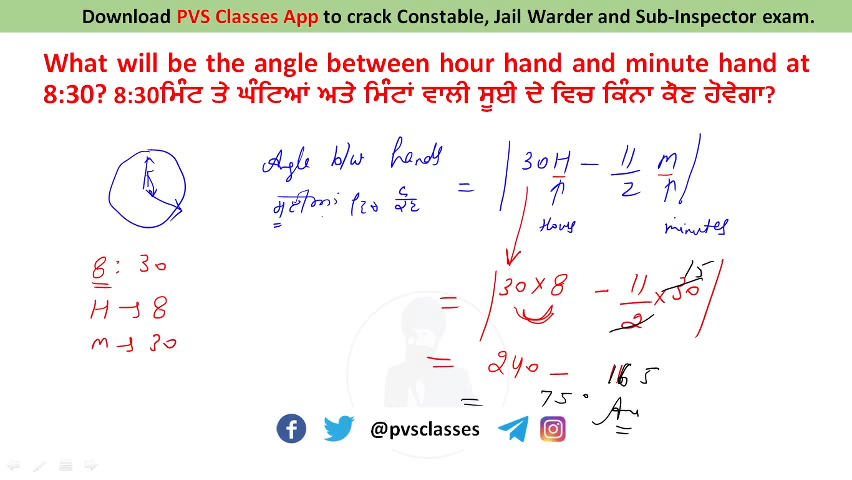 Download PVS Classes App to crack Constable, Jail Warder and Sub-Inspector exam.
What will be the angle between hour hand and minute hand at
8:30? 8:30ਮਿੰਟ ਤੇ ਘੰਟਿਆਂ ਅਤੇ ਮਿੰਟਾਂ ਵਾਲੀ ਸੂਈ ਦੇ ਵਿਚ ਕਿੰਨਾ ਕੋਣ ਹੋਵੇਗਾ?
Angle b/w hands = |30H - 11/2 m|
Hours minutes
8 : 30
H → 8
m → 30
= |30 × 8 - 11/2 × 30| 15
= 240 - 165
= 75° Ans
@pvsclasses